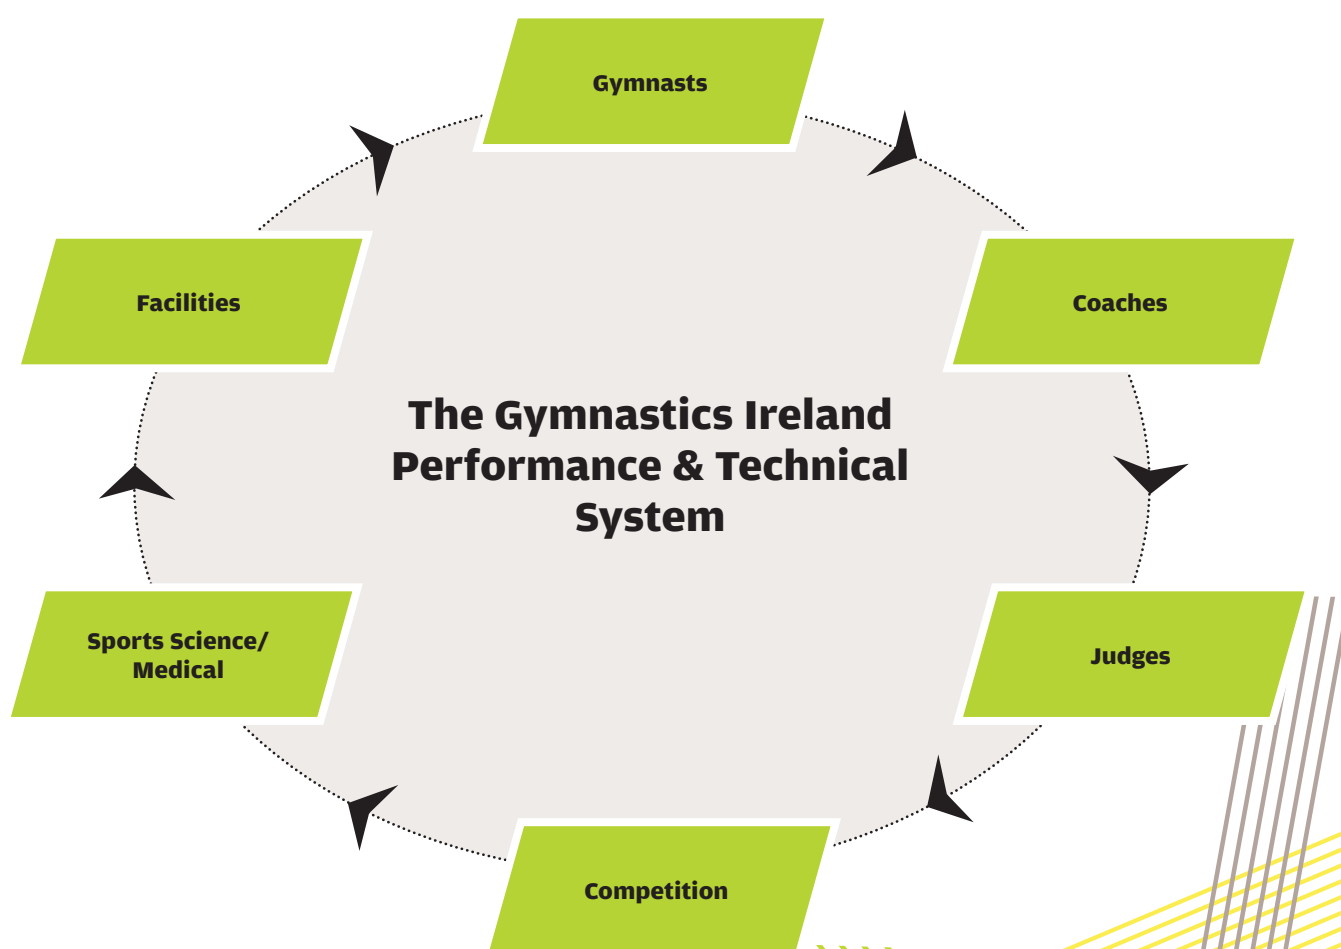 Gymnasts
Facilities
Coaches
The Gymnastics Ireland
Performance & Technical
System
Sports Science/
Medical
Judges
Competition